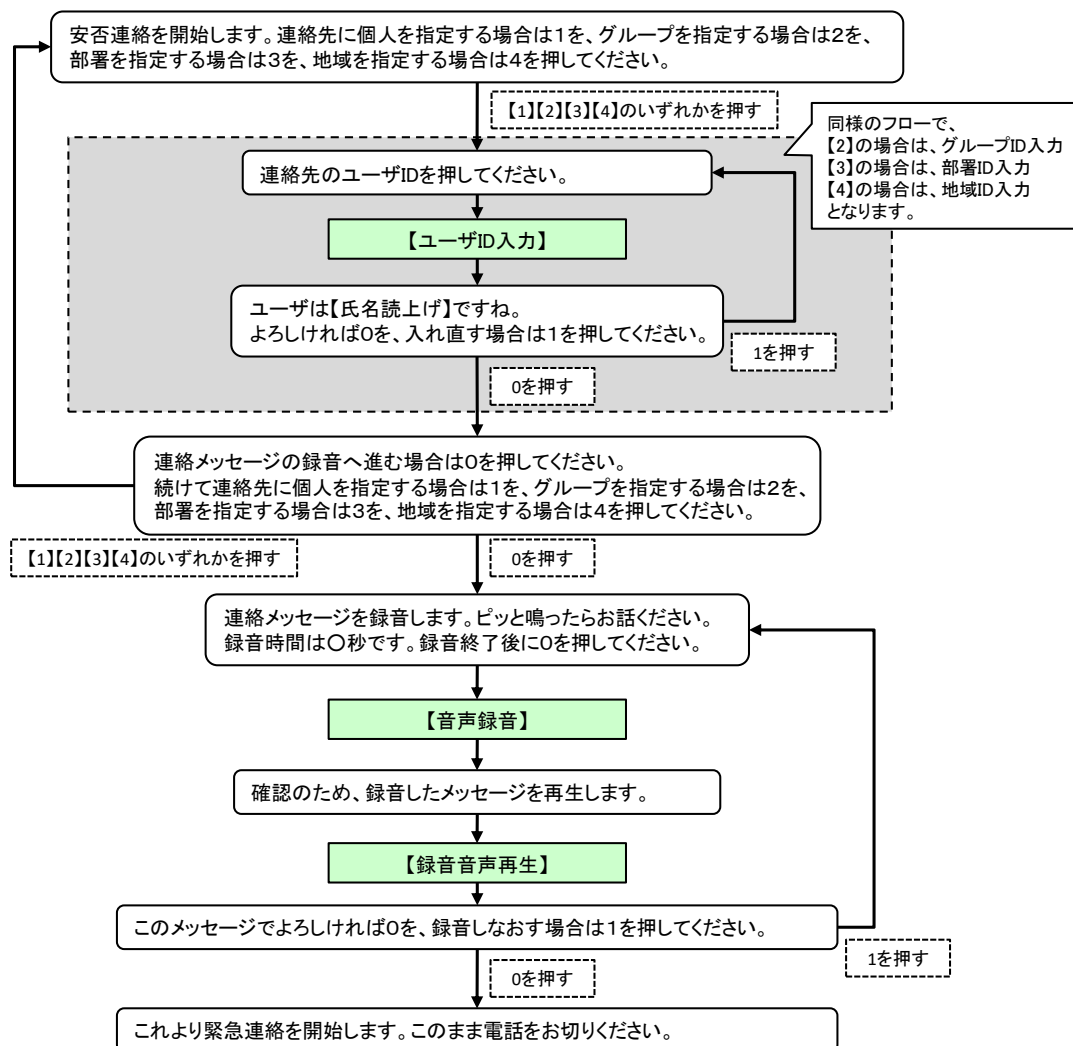 安否連絡を開始します。連絡先に個人を指定する場合は1を、グループを指定する場合は2を、
部署を指定する場合は3を、地域を指定する場合は4を押してください。
【1】【2】【3】【4】のいずれかを押す
同様のフローで、
【2】の場合は、グループID入力
【3】の場合は、部署ID入力
【4】の場合は、地域ID入力
となります。
連絡先のユーザIDを押してください。
【ユーザID入力】
ユーザは【氏名読上げ】ですね。
よろしければ0を、入れ直す場合は1を押してください。
1を押す
0を押す
連絡メッセージの録音へ進む場合は0を押してください。
続けて連絡先に個人を指定する場合は1を、グループを指定する場合は2を、
部署を指定する場合は3を、地域を指定する場合は4を押してください。
【1】【2】【3】【4】のいずれかを押す
0を押す
連絡メッセージを録音します。ピッと鳴ったらお話ください。
録音時間は〇秒です。録音終了後に0を押してください。
【音声録音】
確認のため、録音したメッセージを再生します。
【録音音声再生】
このメッセージでよろしければ0を、録音しなおす場合は1を押してください。
1を押す
0を押す
これより緊急連絡を開始します。このまま電話をお切りください。